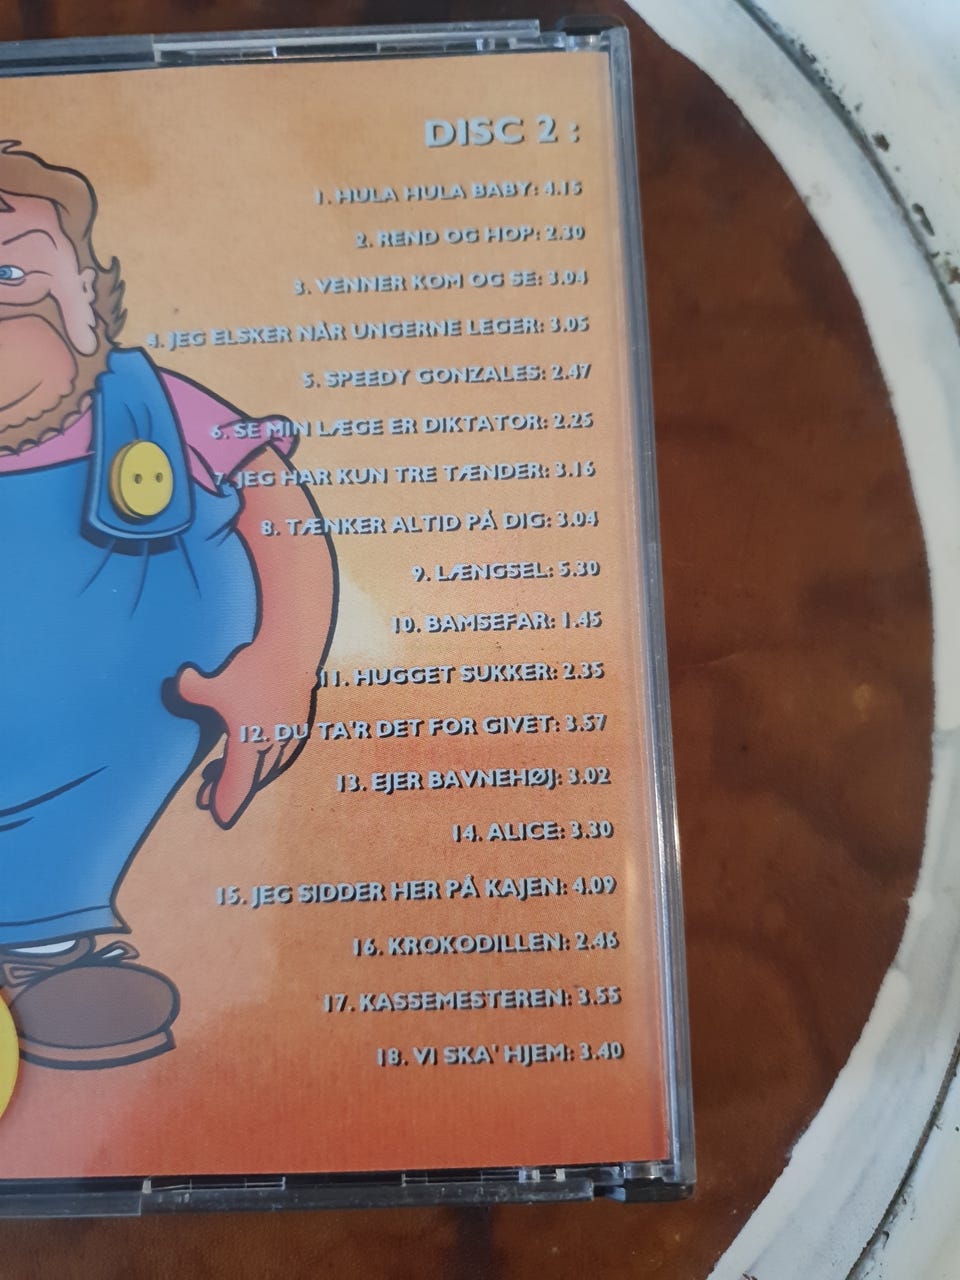 DISC 2 :
1. HULA HULA BABY: 4.15
2. REND OG HOP: 2.30
3. VENNER KOM OG SE: 3.04
4. JEG ELSKER NÅR UNGERNE LEGER: 3.05
5. SPEEDY GONZALES: 2.47
6. SE MIN LÆGE ER DIKTATOR: 2.25
7. JEG HAR KUN TRE TÆNDER: 3.16
8. TÆNKER ALTID PÅ DIG: 3.04
9. LÆNGSEL: 5.30
10. BAMSEFAR: 1.45
11. HUGGET SUKKER: 2.35
12. DU TA'R DET FOR GIVET: 3.57
13. EJER BAVNEHØJ: 3.02
14. ALICE: 3.30
15. JEG SIDDER HER PÅ KAJEN: 4.09
16. KROKODILLEN: 2.46
17. KASSEMESTEREN: 3.55
18. VI SKA' HJEM: 3.40